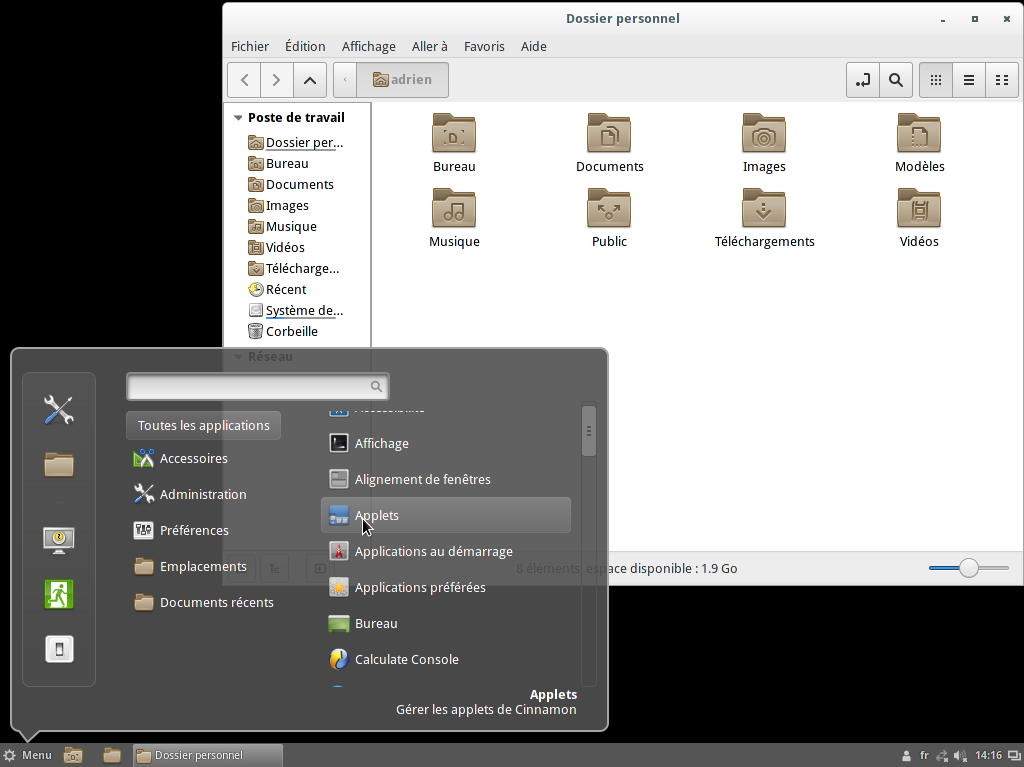 Dossier personnel
Fichier Édition Affichage Aller à Favoris Aide
adrien
Poste de travail
Dossier per...
Bureau
Documents
Images
Musique
Vidéos
Télécharge...
Récent
Système de...
Corbeille
Réseau
Bureau Documents Images Modèles
Musique Public Téléchargements Vidéos
8 éléments, espace disponible : 1.9 Go
Toutes les applications
Accessoires
Administration
Préférences
Emplacements
Documents récents
Accessibilité
Affichage
Alignement de fenêtres
Applets
Applications au démarrage
Applications préférées
Bureau
Calculate Console
Applets
Gérer les applets de Cinnamon
Menu Dossier personnel fr 14:16